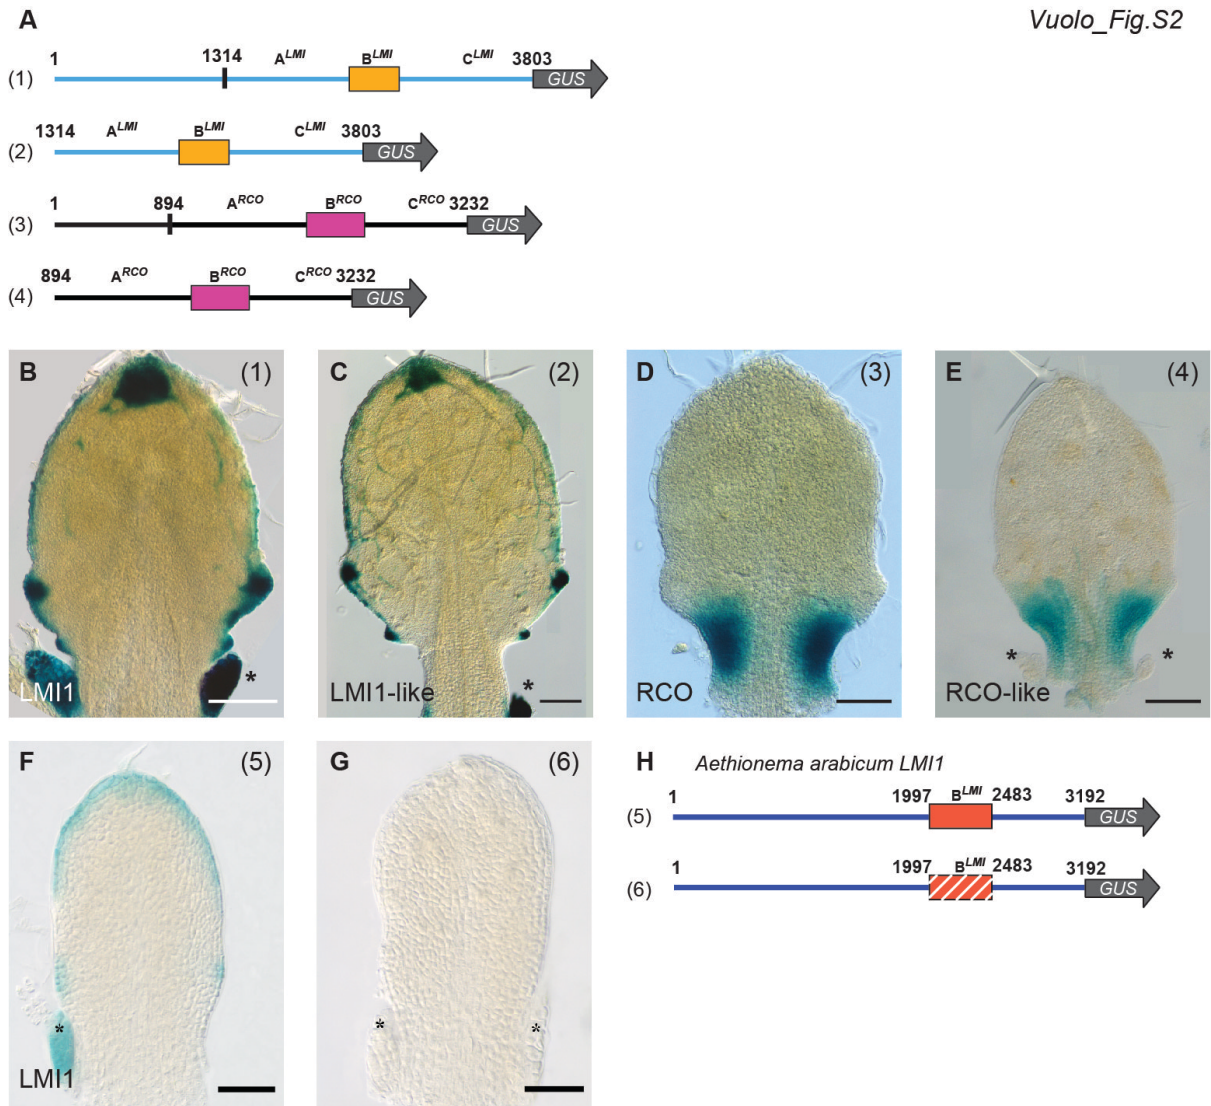 A
Vuolo_Fig.S2
1 1314 A^LMI B^LMI C^LMI 3803
(1) GUS
1314 A^LMI B^LMI C^LMI 3803
(2) GUS
1 894 A^RCO B^RCO C^RCO 3232
(3) GUS
894 A^RCO B^RCO C^RCO 3232
(4) GUS
B (1)
LMI1 *
C (2)
LMI1-like *
D (3)
RCO
E (4)
* *
RCO-like
F (5)
*
LMI1
G (6)
* *
H Aethionema arabicum LMI1
1 1997 B^LMI 2483 3192
(5) GUS
1 1997 B^LMI 2483 3192
(6) GUS